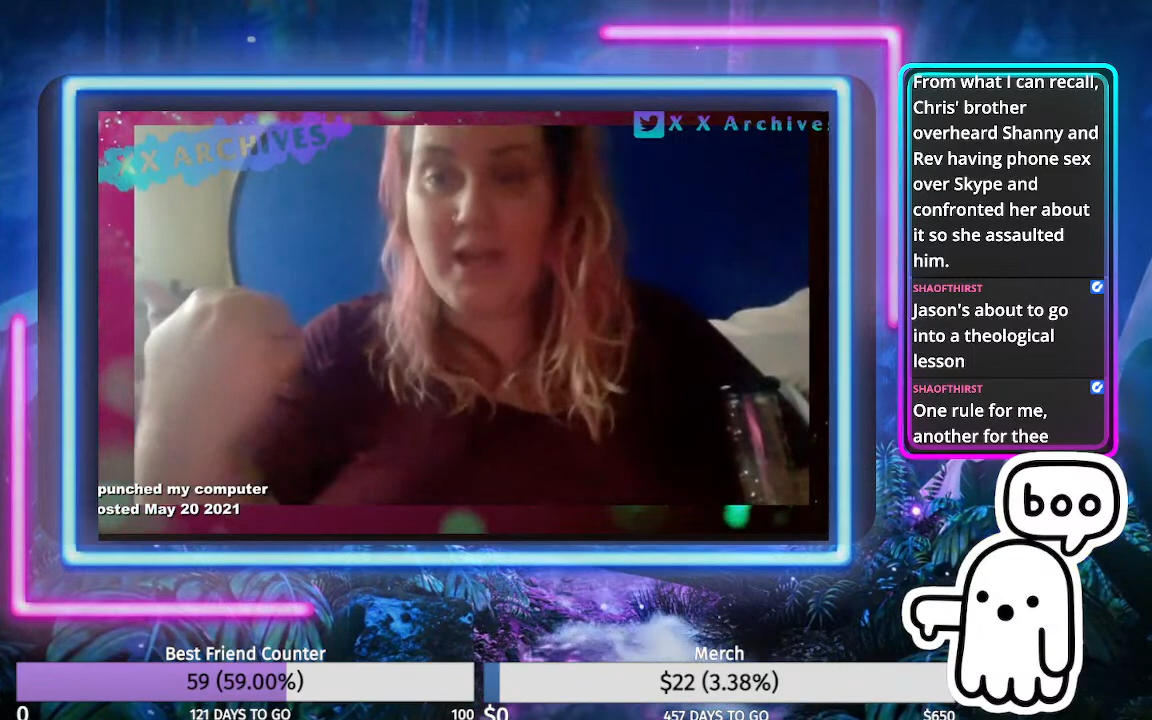 XX ARCHIVES
X X Archive
punched my computer
osted May 20 2021
From what I can recall,
Chris' brother
overheard Shanny and
Rev having phone sex
over Skype and
confronted her about
it so she assaulted
him.
SHAOFTHIRST
Jason's about to go
into a theological
lesson
SHAOFTHIRST
One rule for me,
another for thee
boo
Best Friend Counter
59 (59.00%)
0
121 DAYS TO GO
100
Merch
$22 (3.38%)
$0
457 DAYS TO GO
$650